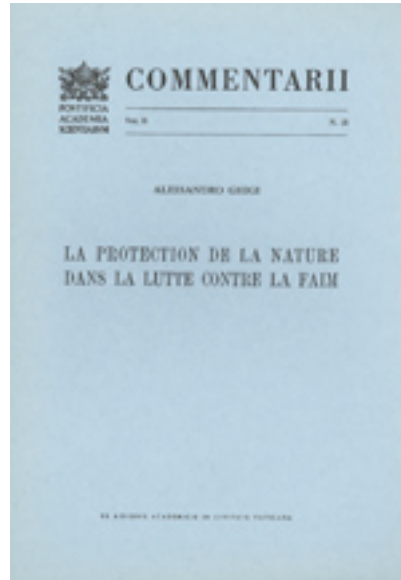 COMMENTARII
PONTIFICIA
ACADEMIA
SCIENTIARVM
Vol. II
ALESSANDRO GHIGI
LA PROTECTION DE LA NATURE
DANS LA LUTTE CONTRE LA FAIM
EX AEDIBVS ACADEMICIS IN CIVITATE VATICANA